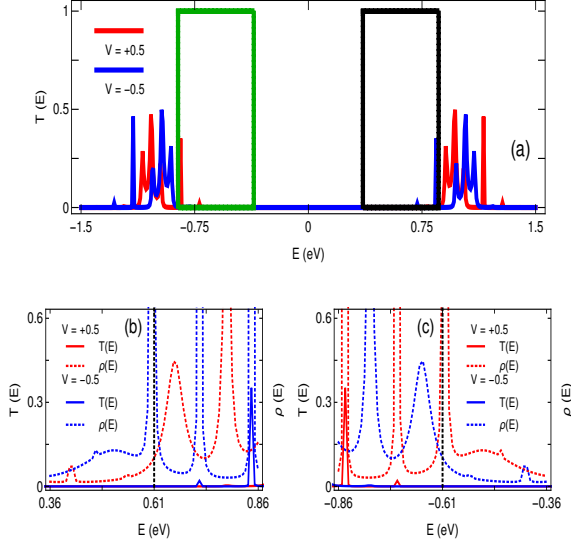 1
0.5
0
T (E)
V = +0.5
V = −0.5
(a)
−1.5
−0.75
0
0.75
1.5
E (eV)
0.6
0.3
0
T (E)
(b)
V = +0.5
T(E)
ρ(E)
V = −0.5
T(E)
ρ(E)
ρ (E)
0.36
0.61
0.86
E (eV)
0.6
0.3
0
T (E)
(c)
V = +0.5
T(E)
ρ(E)
V = −0.5
T(E)
ρ(E)
ρ (E)
−0.86
−0.61
−0.36
E (eV)